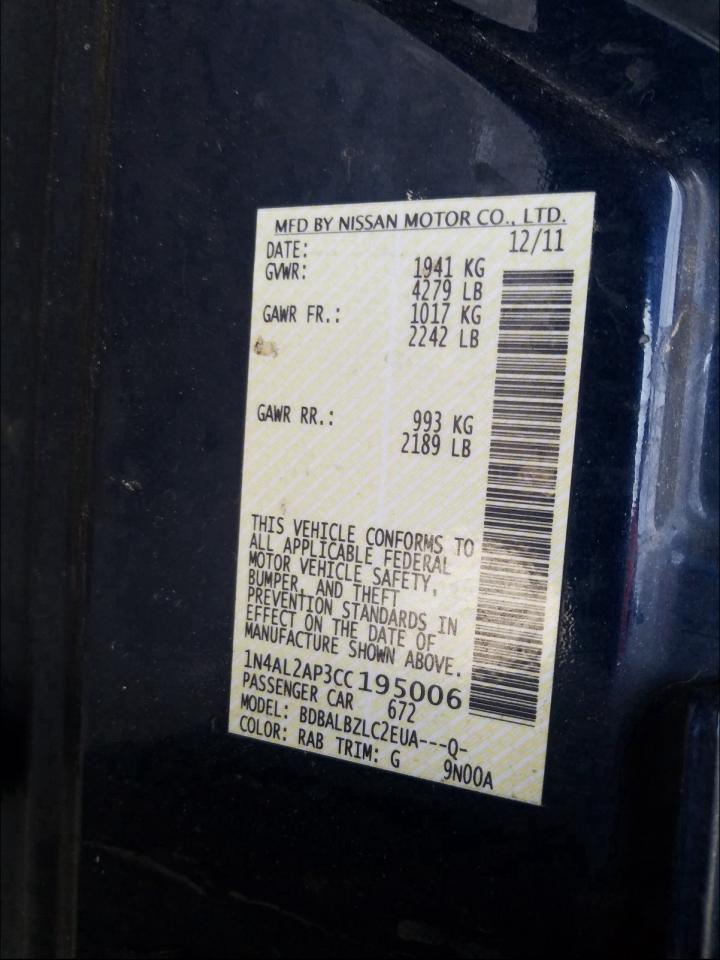 MFD BY NISSAN MOTOR CO., LTD.
DATE: 12/11
GVWR: 1941 KG
4279 LB
GAWR FR.: 1017 KG
2242 LB
GAWR RR.: 993 KG
2189 LB
THIS VEHICLE CONFORMS TO
ALL APPLICABLE FEDERAL
MOTOR VEHICLE SAFETY,
BUMPER, AND THEFT
PREVENTION STANDARDS IN
EFFECT ON THE DATE OF
MANUFACTURE SHOWN ABOVE.
1N4AL2AP3CC195006
PASSENGER CAR 672
MODEL: BDBALBZLC2EUA---Q-
COLOR: RAB TRIM: G 9N00A